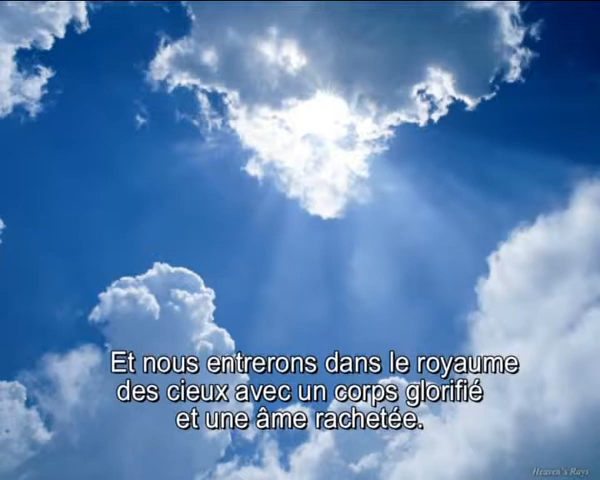 Et nous entrerons dans le royaume
des cieux avec un corps glorifié
et une âme rachetée.
Heaven's Rays